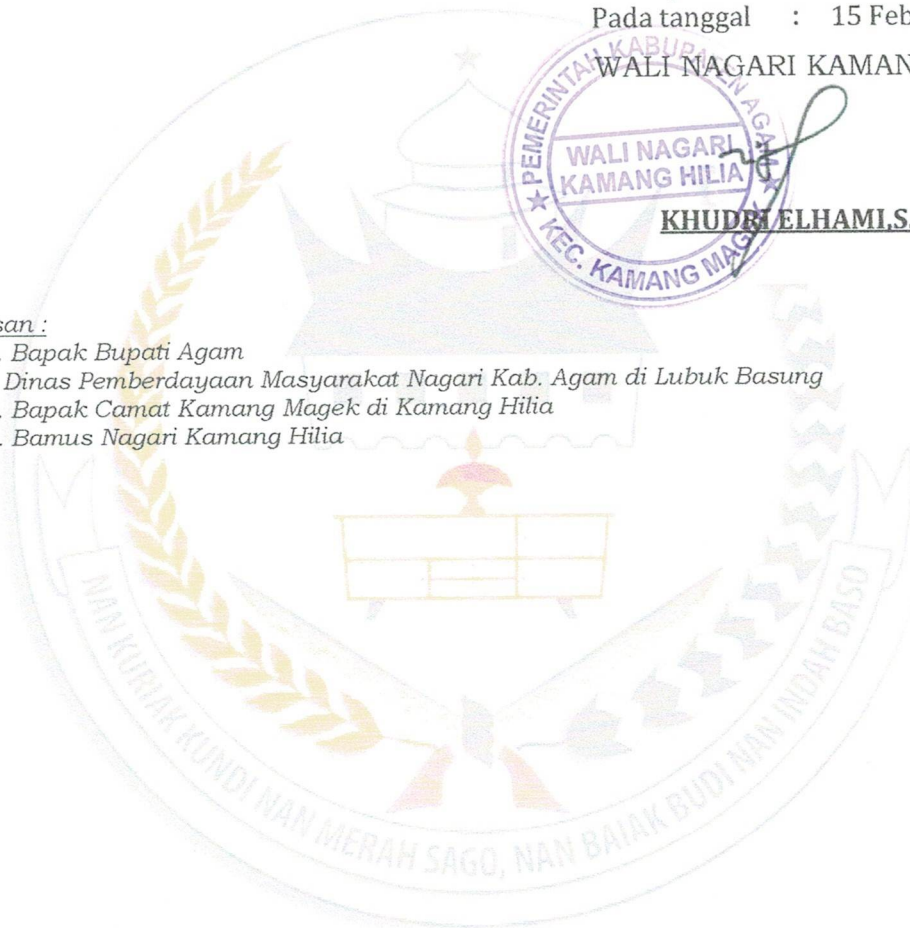 Pada tanggal : 15 Feb
WALI NAGARI KAMAN
PEMERINTAH KABUPATEN AGAM
WALI NAGARI
KAMANG HILIA
KEC. KAMANG MAGEK
KHUDRI ELHAMI,S.
san :
. Bapak Bupati Agam
Dinas Pemberdayaan Masyarakat Nagari Kab. Agam di Lubuk Basung
. Bapak Camat Kamang Magek di Kamang Hilia
. Bamus Nagari Kamang Hilia
NAN KURIAK KUNDI NAN MERAH SAGO, NAN BAIAK BUDI NAN INDAH BASO